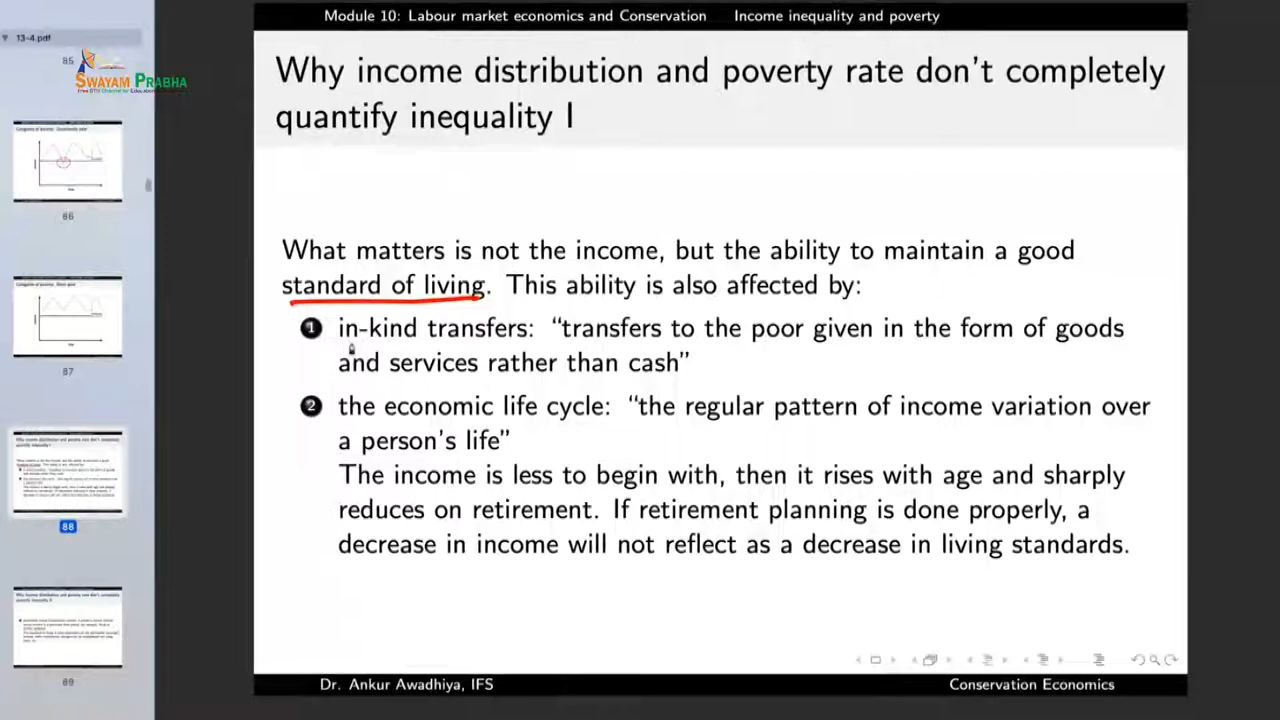 Module 10: Labour market economics and Conservation Income inequality and poverty
13-4.pdf
85
SWAYAM PRABHA
Why income distribution and poverty rate don't completely
quantify inequality I
86
What matters is not the income, but the ability to maintain a good
standard of living. This ability is also affected by:
1 in-kind transfers: "transfers to the poor given in the form of goods
and services rather than cash"
87
2 the economic life cycle: "the regular pattern of income variation over
a person's life"
The income is less to begin with, then it rises with age and sharply
reduces on retirement. If retirement planning is done properly, a
decrease in income will not reflect as a decrease in living standards.
88
89
Dr. Ankur Awadhiya, IFS Conservation Economics